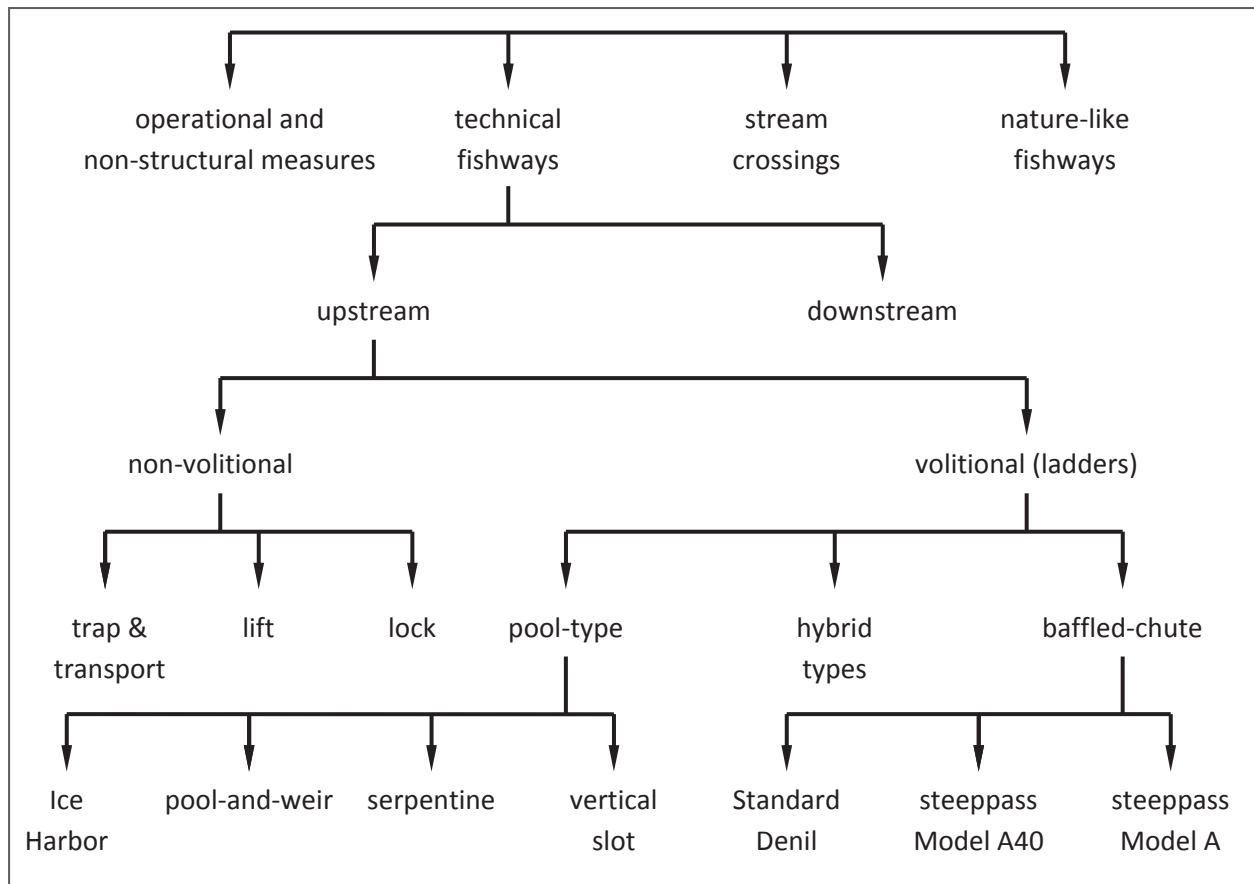 operational and
non-structural measures
technical
fishways
stream
crossings
nature-like
fishways
upstream
downstream
non-volitional
volitional (ladders)
trap &
transport
lift
lock
pool-type
hybrid
types
baffled-chute
Ice
Harbor
pool-and-weir
serpentine
vertical
slot
Standard
Denil
steeppass
Model A40
steeppass
Model A